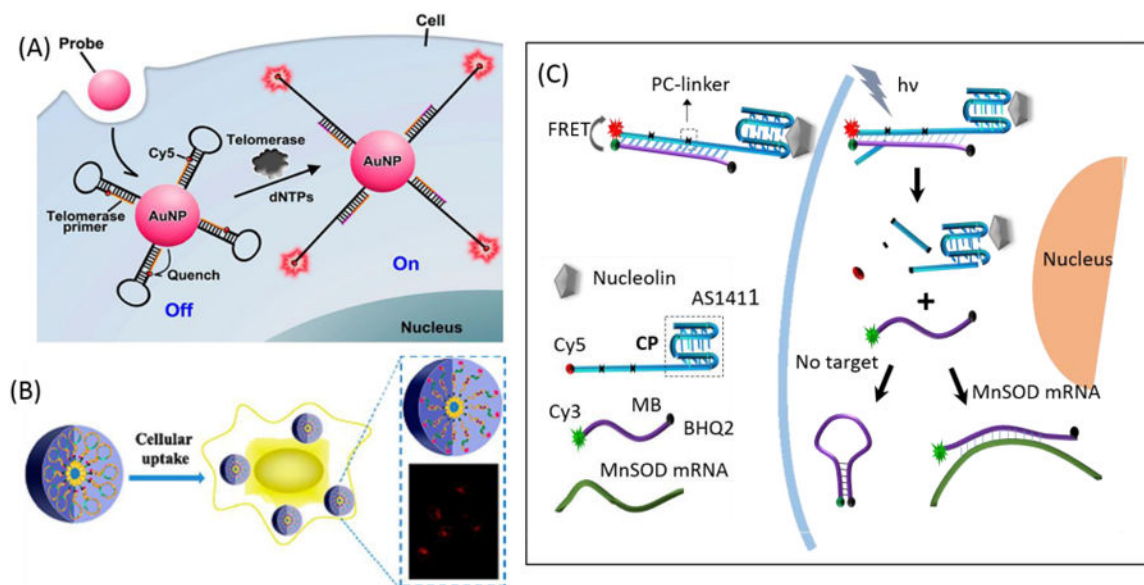 (A)
Probe
Cell
Cy5
Telomerase
AuNP
dNTPs
AuNP
Telomerase
primer
Quench
Off
On
Nucleus
(B)
Cellular
uptake
(C)
PC-linker
hν
FRET
Nucleolin
AS1411
Cy5
CP
Cy3
MB
BHQ2
MnSOD mRNA
Nucleus
+
No target
MnSOD mRNA